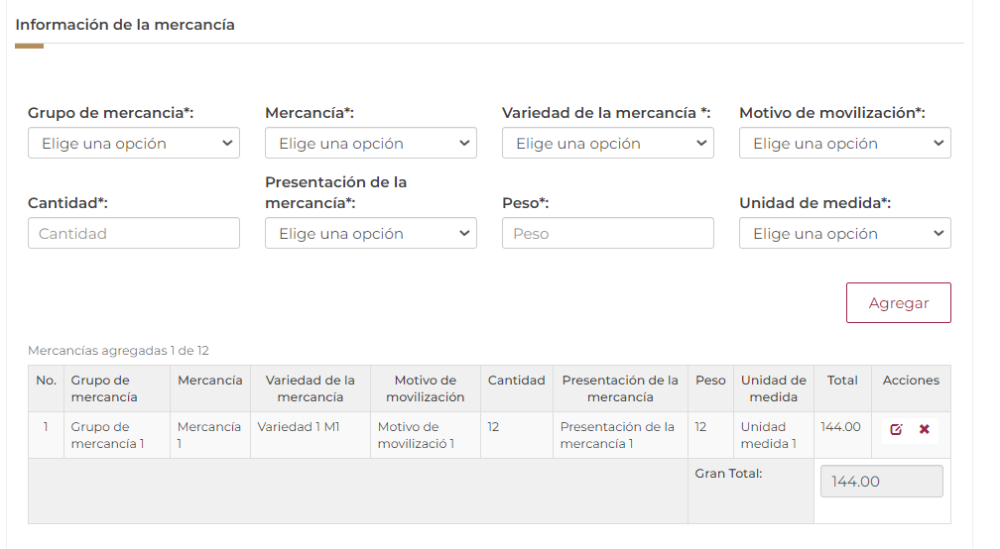 Información de la mercancía
Grupo de mercancia*: Mercancía*: Variedad de la mercancía *: Motivo de movilización*:
Elige una opción Elige una opción Elige una opción Elige una opción
Cantidad*: Presentación de la mercancía*: Peso*: Unidad de medida*:
Cantidad Elige una opción Peso Elige una opción
Agregar
Mercancías agregadas 1 de 12
No. Grupo de mercancía Mercancía Variedad de la mercancía Motivo de movilización Cantidad Presentación de la mercancía Peso Unidad de medida Total Acciones
1 Grupo de mercancía 1 Mercancía 1 Variedad 1 M1 Motivo de movilizació 1 12 Presentación de la mercancía 1 12 Unidad medida 1 144.00
Gran Total: 144.00